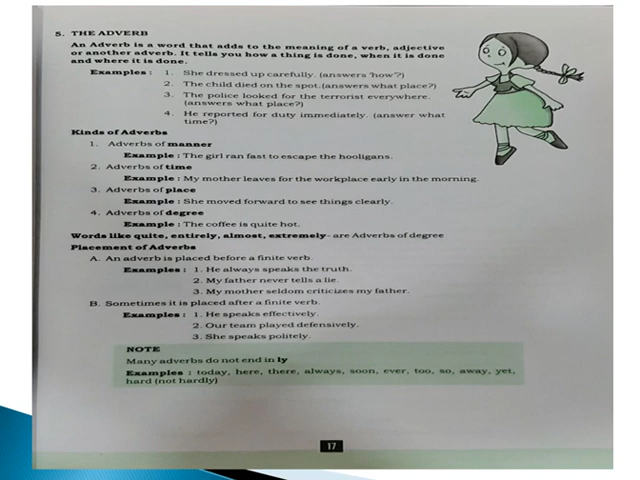 5. THE ADVERB
An Adverb is a word that adds to the meaning of a verb, adjective
or another adverb. It tells you how a thing is done, when it is done
and where it is done.
Examples : 1. She dressed up carefully. (answers 'how'?)
2. The child died on the spot.(answers what place?)
3. The police looked for the terrorist everywhere.
(answers what place?)
4. He reported for duty immediately. (answer what
time?)
Kinds of Adverbs
1. Adverbs of manner
Example : The girl ran fast to escape the hooligans.
2. Adverbs of time
Example : My mother leaves for the workplace early in the morning.
3. Adverbs of place
Example : She moved forward to see things clearly.
4. Adverbs of degree
Example : The coffee is quite hot.
Words like quite, entirely, almost, extremely- are Adverbs of degree
Placement of Adverbs
A. An adverb is placed before a finite verb.
Examples : 1. He always speaks the truth.
2. My father never tells a lie.
3. My mother seldom criticizes my father.
B. Sometimes it is placed after a finite verb.
Examples : 1. He speaks effectively.
2. Our team played defensively.
3. She speaks politely.
NOTE
Many adverbs do not end in ly
Examples : today, here, there, always, soon, ever, too, so, away, yet,
hard (not hardly)
17